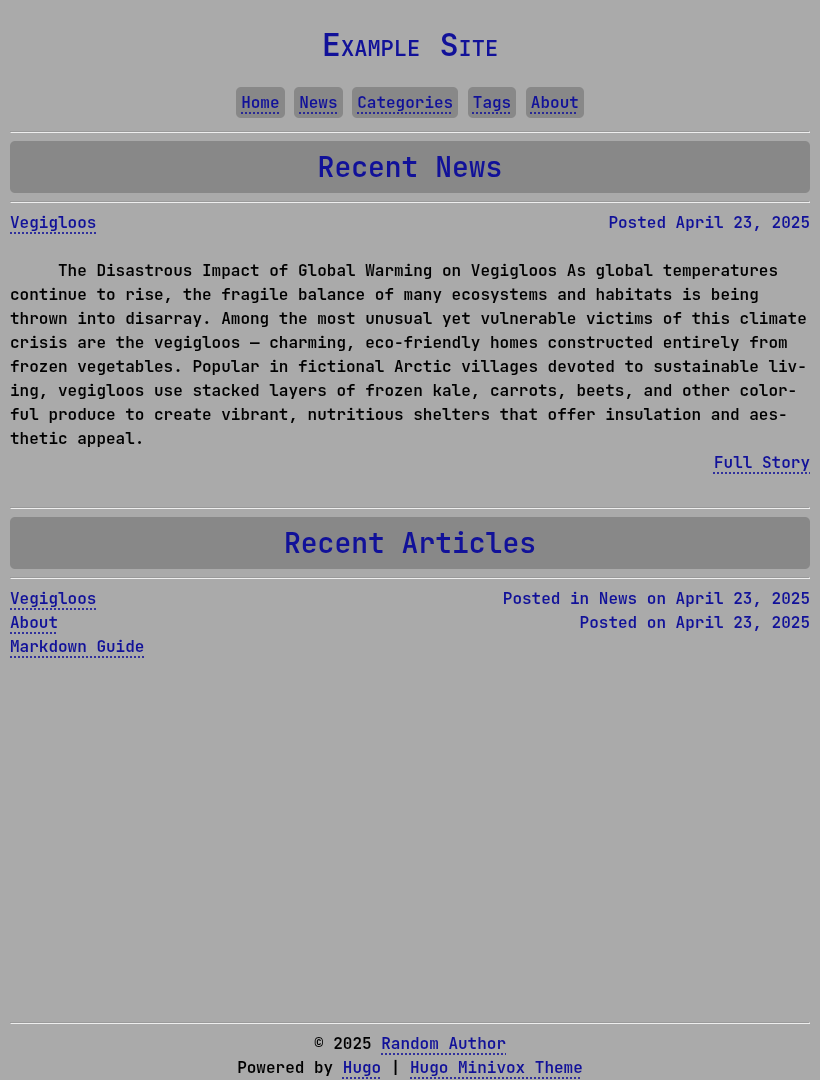 Example Site
Home News Categories Tags About
Recent News
Vegigloos Posted April 23, 2025
The Disastrous Impact of Global Warming on Vegigloos As global temperatures
continue to rise, the fragile balance of many ecosystems and habitats is being
thrown into disarray. Among the most unusual yet vulnerable victims of this climate
crisis are the vegigloos — charming, eco-friendly homes constructed entirely from
frozen vegetables. Popular in fictional Arctic villages devoted to sustainable liv-
ing, vegigloos use stacked layers of frozen kale, carrots, beets, and other color-
ful produce to create vibrant, nutritious shelters that offer insulation and aes-
thetic appeal.
Full Story
Recent Articles
Vegigloos Posted in News on April 23, 2025
About Posted on April 23, 2025
Markdown Guide
© 2025 Random Author
Powered by Hugo | Hugo Minivox Theme